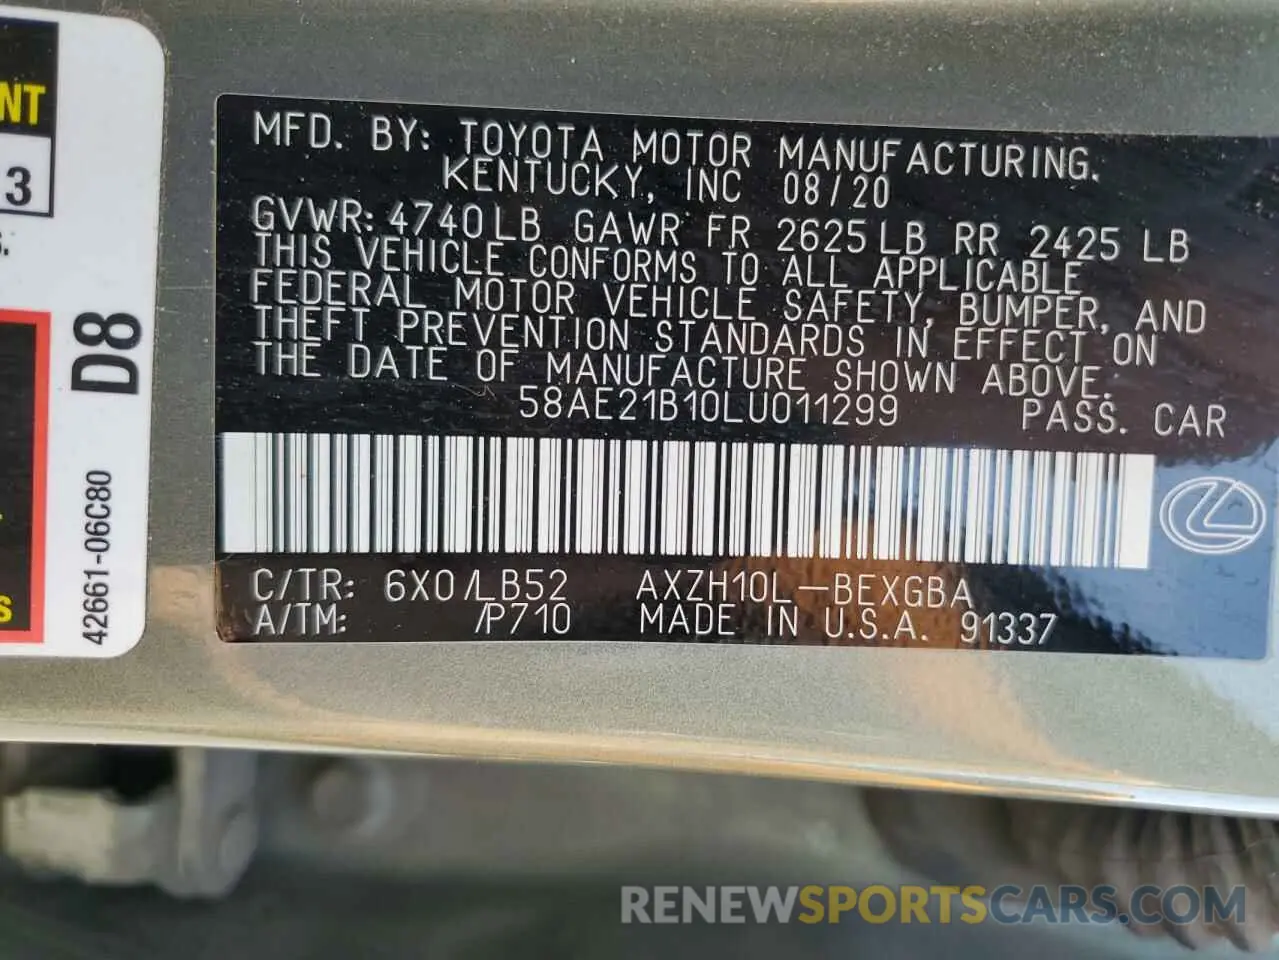 NT
3
S.
D8
42661-06C80
S
MFD. BY: TOYOTA MOTOR MANUFACTURING.
KENTUCKY, INC 08/20
GVWR: 4740LB GAWR FR 2625LB RR 2425 LB
THIS VEHICLE CONFORMS TO ALL APPLICABLE
FEDERAL MOTOR VEHICLE SAFETY, BUMPER, AND
THEFT PREVENTION STANDARDS IN EFFECT ON
THE DATE OF MANUFACTURE SHOWN ABOVE.
58AE21B10LU011299 PASS. CAR
C/TR: 6X0/LB52 AXZH10L-BEXGBA
A/TM: /P710 MADE IN U.S.A. 91337
RENEWSPORTSCARS.COM